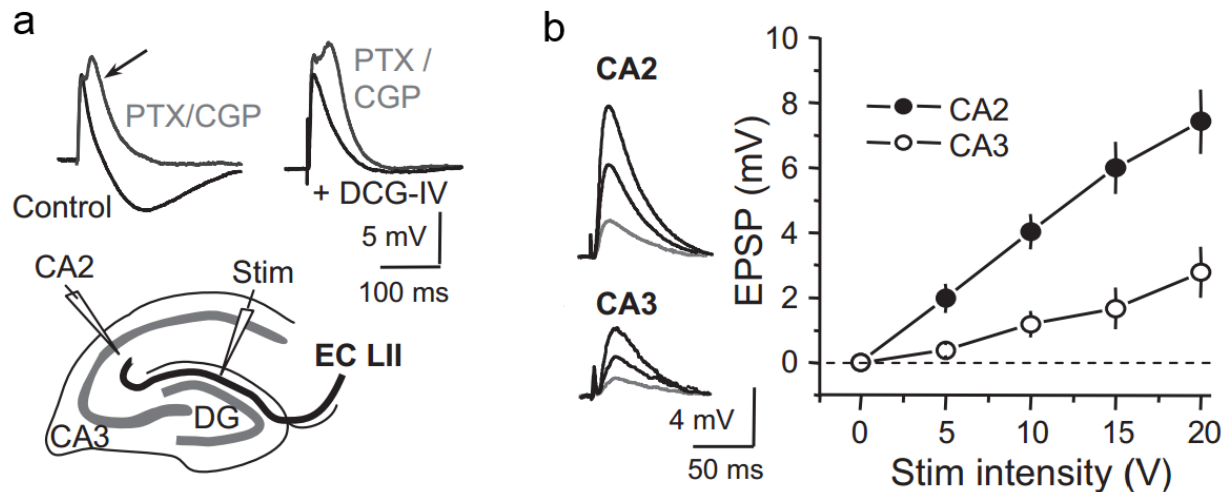 a
PTX/CGP
Control
PTX /
CGP
+ DCG-IV
5 mV
100 ms
CA2
Stim
EC LII
DG
CA3
b
CA2
CA3
4 mV
50 ms
CA2
CA3
EPSP (mV)
8
6
4
2
0
0
5
10
15
20
Stim intensity (V)